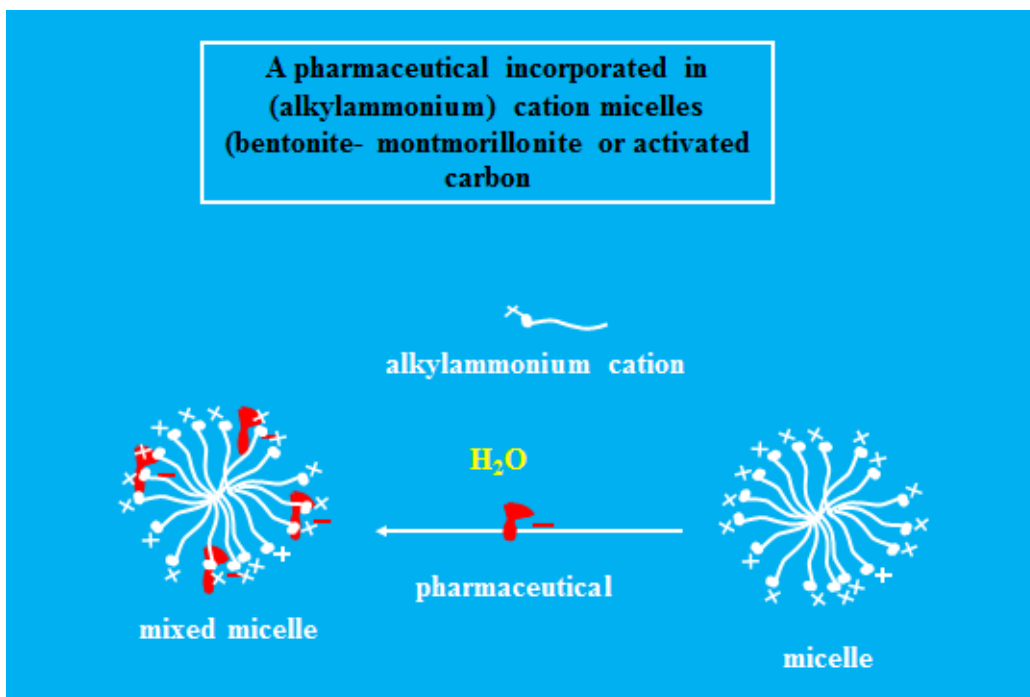 A pharmaceutical incorporated in
(alkylammonium) cation micelles
(bentonite- montmorillonite or activated
carbon
alkylammonium cation
H₂O
pharmaceutical
mixed micelle
micelle